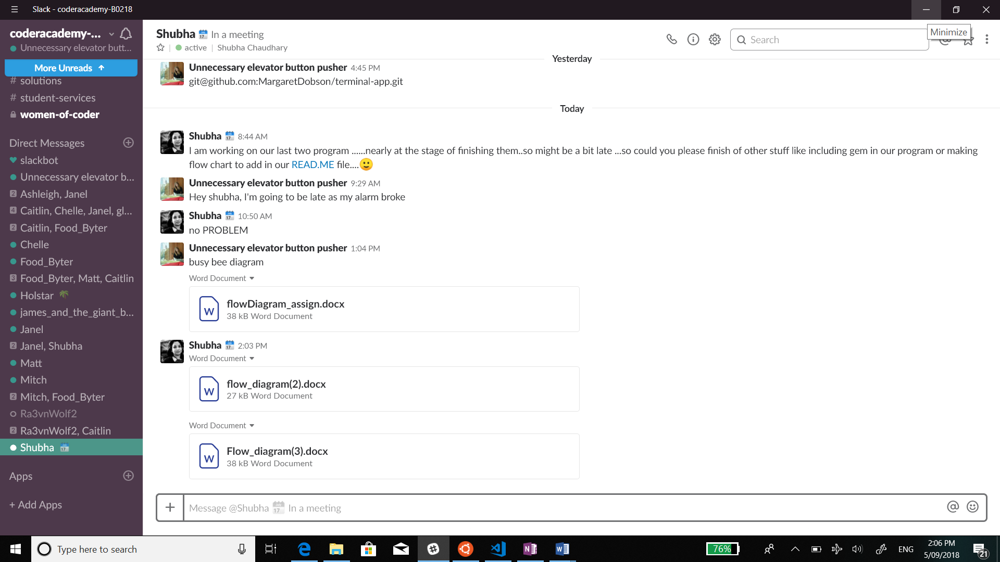 Slack - coderacademy-B0218
Minimize
coderacademy-...
Unnecessary elevator butt...
More Unreads
# solutions
# student-services
women-of-coder
Direct Messages
slackbot
Unnecessary elevator b...
2 Ashleigh, Janel
4 Caitlin, Chelle, Janel, gl...
2 Caitlin, Food_Byter
Chelle
Food_Byter
3 Food_Byter, Matt, Caitlin
Holstar
james_and_the_giant_b...
Janel
2 Janel, Shubha
Matt
Mitch
2 Mitch, Food_Byter
Ra3vnWolf2
2 Ra3vnWolf2, Caitlin
Shubha
Apps
+ Add Apps
Shubha In a meeting
active | Shubha Chaudhary
Search
Yesterday
Unnecessary elevator button pusher 4:45 PM
git@github.com:MargaretDobson/terminal-app.git
Today
Shubha 8:44 AM
I am working on our last two program ......nearly at the stage of finishing them..so might be a bit late ...so could you please finish of other stuff like including gem in our program or making
flow chart to add in our READ.ME file....
Unnecessary elevator button pusher 9:29 AM
Hey shubha, I'm going to be late as my alarm broke
Shubha 10:50 AM
no PROBLEM
Unnecessary elevator button pusher 1:04 PM
busy bee diagram
Word Document
W
flowDiagram_assign.docx
38 kB Word Document
Shubha 2:03 PM
Word Document
W
flow_diagram(2).docx
27 kB Word Document
Word Document
W
Flow_diagram(3).docx
38 kB Word Document
+ Message @Shubha In a meeting @
Type here to search
76%
ENG
2:06 PM
5/09/2018
21